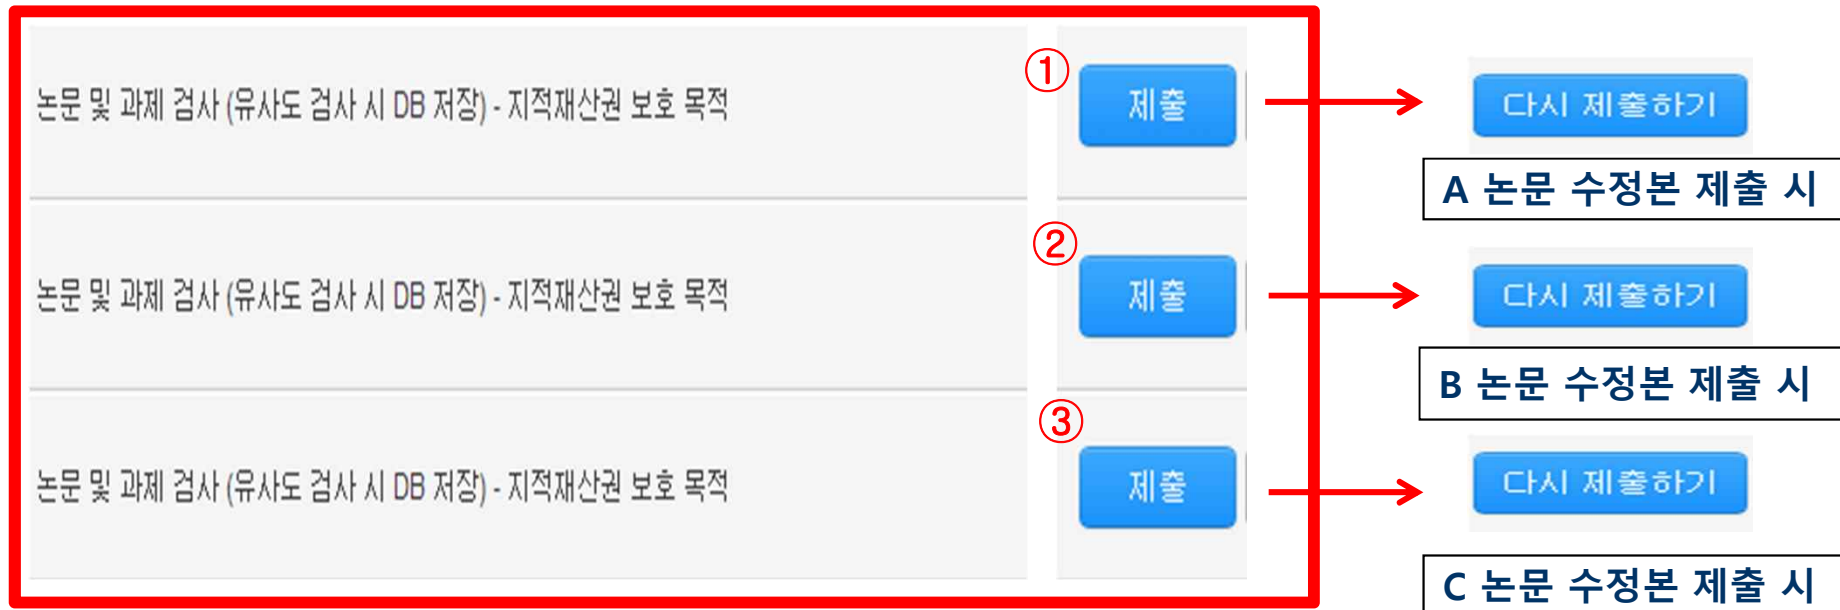 논문 및 과제 검사 (유사도 검사 시 DB 저장) - 지적재산권 보호 목적
①
제출
다시 제출하기
A 논문 수정본 제출 시
논문 및 과제 검사 (유사도 검사 시 DB 저장) - 지적재산권 보호 목적
②
제출
다시 제출하기
B 논문 수정본 제출 시
논문 및 과제 검사 (유사도 검사 시 DB 저장) - 지적재산권 보호 목적
③
제출
다시 제출하기
C 논문 수정본 제출 시